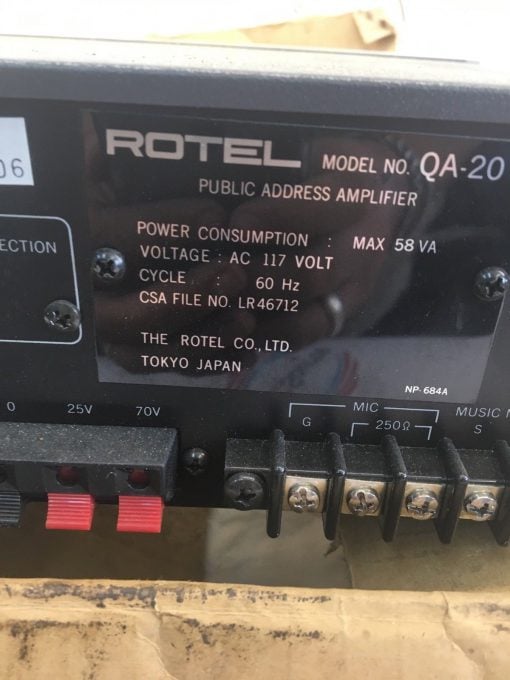 ROTEL MODEL NO. QA-20
PUBLIC ADDRESS AMPLIFIER
06
ECTION
POWER CONSUMPTION : MAX 58 VA
VOLTAGE : AC 117 VOLT
CYCLE : 60 Hz
CSA FILE NO. LR46712
THE ROTEL CO., LTD.
TOKYO JAPAN
NP-684A
0 25V 70V
MIC MUSIC
G 250Ω S